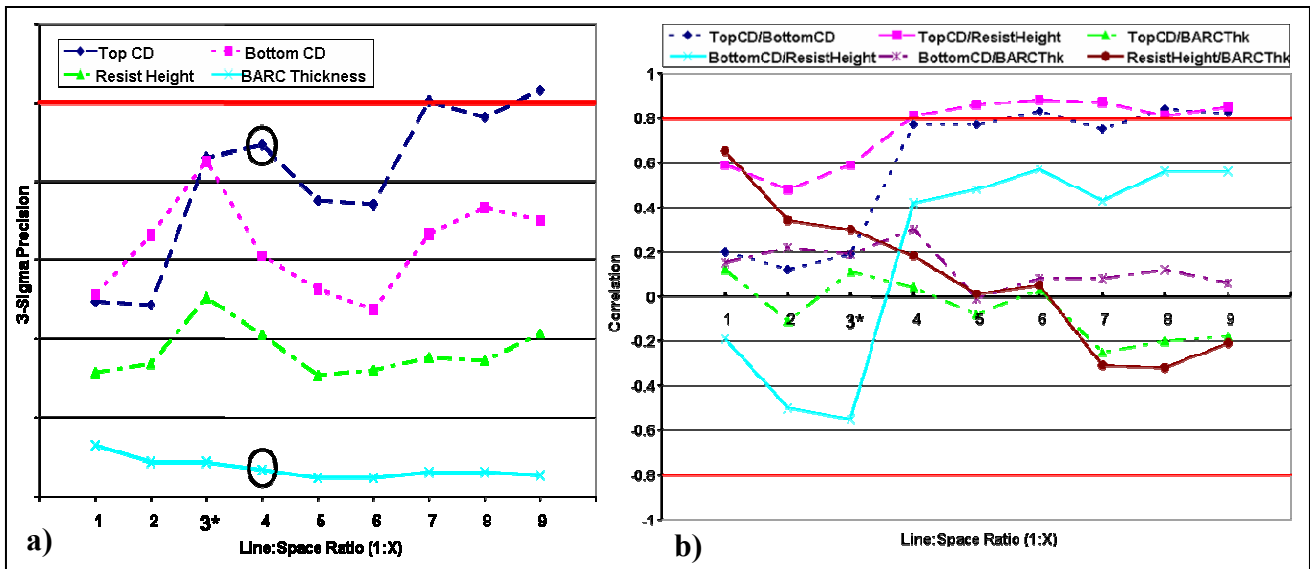 Top CD
Bottom CD
Resist Height
BARC Thickness
3-Sigma Precision
1 2 3* 4 5 6 7 8 9
Line:Space Ratio (1:X)
a)
TopCD/BottomCD
TopCD/ResistHeight
TopCD/BARCThk
BottomCD/ResistHeight
BottomCD/BARCThk
ResistHeight/BARCThk
1
0.8
0.6
0.4
0.2
0
-0.2
-0.4
-0.6
-0.8
-1
Correlation
1 2 3* 4 5 6 7 8 9
Line:Space Ratio (1:X)
b)